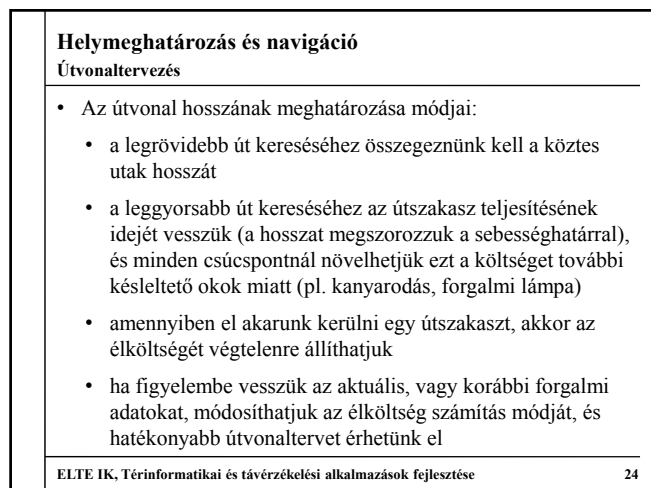 Helymeghatározás és navigáció
Útvonaltervezés
• Az útvonal hosszának meghatározása módjai:
• a legrövidebb út kereséséhez összegeznünk kell a köztes
utak hosszát
• a leggyorsabb út kereséséhez az útszakasz teljesítésének
idejét vesszük (a hosszat megszorozzuk a sebességhatárral),
és minden csúcspontnál növelhetjük ezt a költséget további
késleltető okok miatt (pl. kanyarodás, forgalmi lámpa)
• amennyiben el akarunk kerülni egy útszakaszt, akkor az
élköltségét végtelenre állíthatjuk
• ha figyelembe vesszük az aktuális, vagy korábbi forgalmi
adatokat, módosíthatjuk az élköltség számítás módját, és
hatékonyabb útvonaltervet érhetünk el
ELTE IK, Térinformatikai és távérzékelési alkalmazások fejlesztése 24